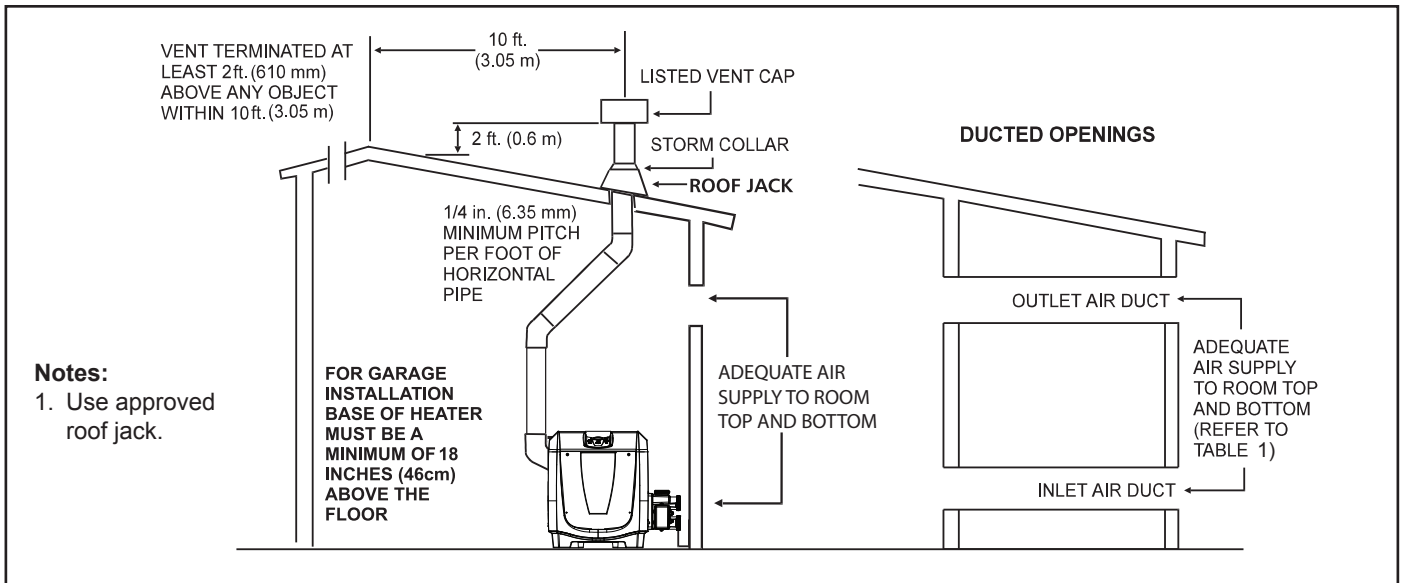 VENT TERMINATED AT
LEAST 2ft. (610 mm)
ABOVE ANY OBJECT
WITHIN 10ft. (3.05 m)
10 ft.
(3.05 m)
LISTED VENT CAP
2 ft. (0.6 m)
STORM COLLAR
ROOF JACK
1/4 in. (6.35 mm)
MINIMUM PITCH
PER FOOT OF
HORIZONTAL
PIPE
DUCTED OPENINGS
OUTLET AIR DUCT
ADEQUATE
AIR SUPPLY
TO ROOM TOP
AND BOTTOM
(REFER TO
TABLE 1)
INLET AIR DUCT
ADEQUATE AIR
SUPPLY TO ROOM
TOP AND BOTTOM
FOR GARAGE
INSTALLATION
BASE OF HEATER
MUST BE A
MINIMUM OF 18
INCHES (46cm)
ABOVE THE
FLOOR
Notes:
1. Use approved
roof jack.